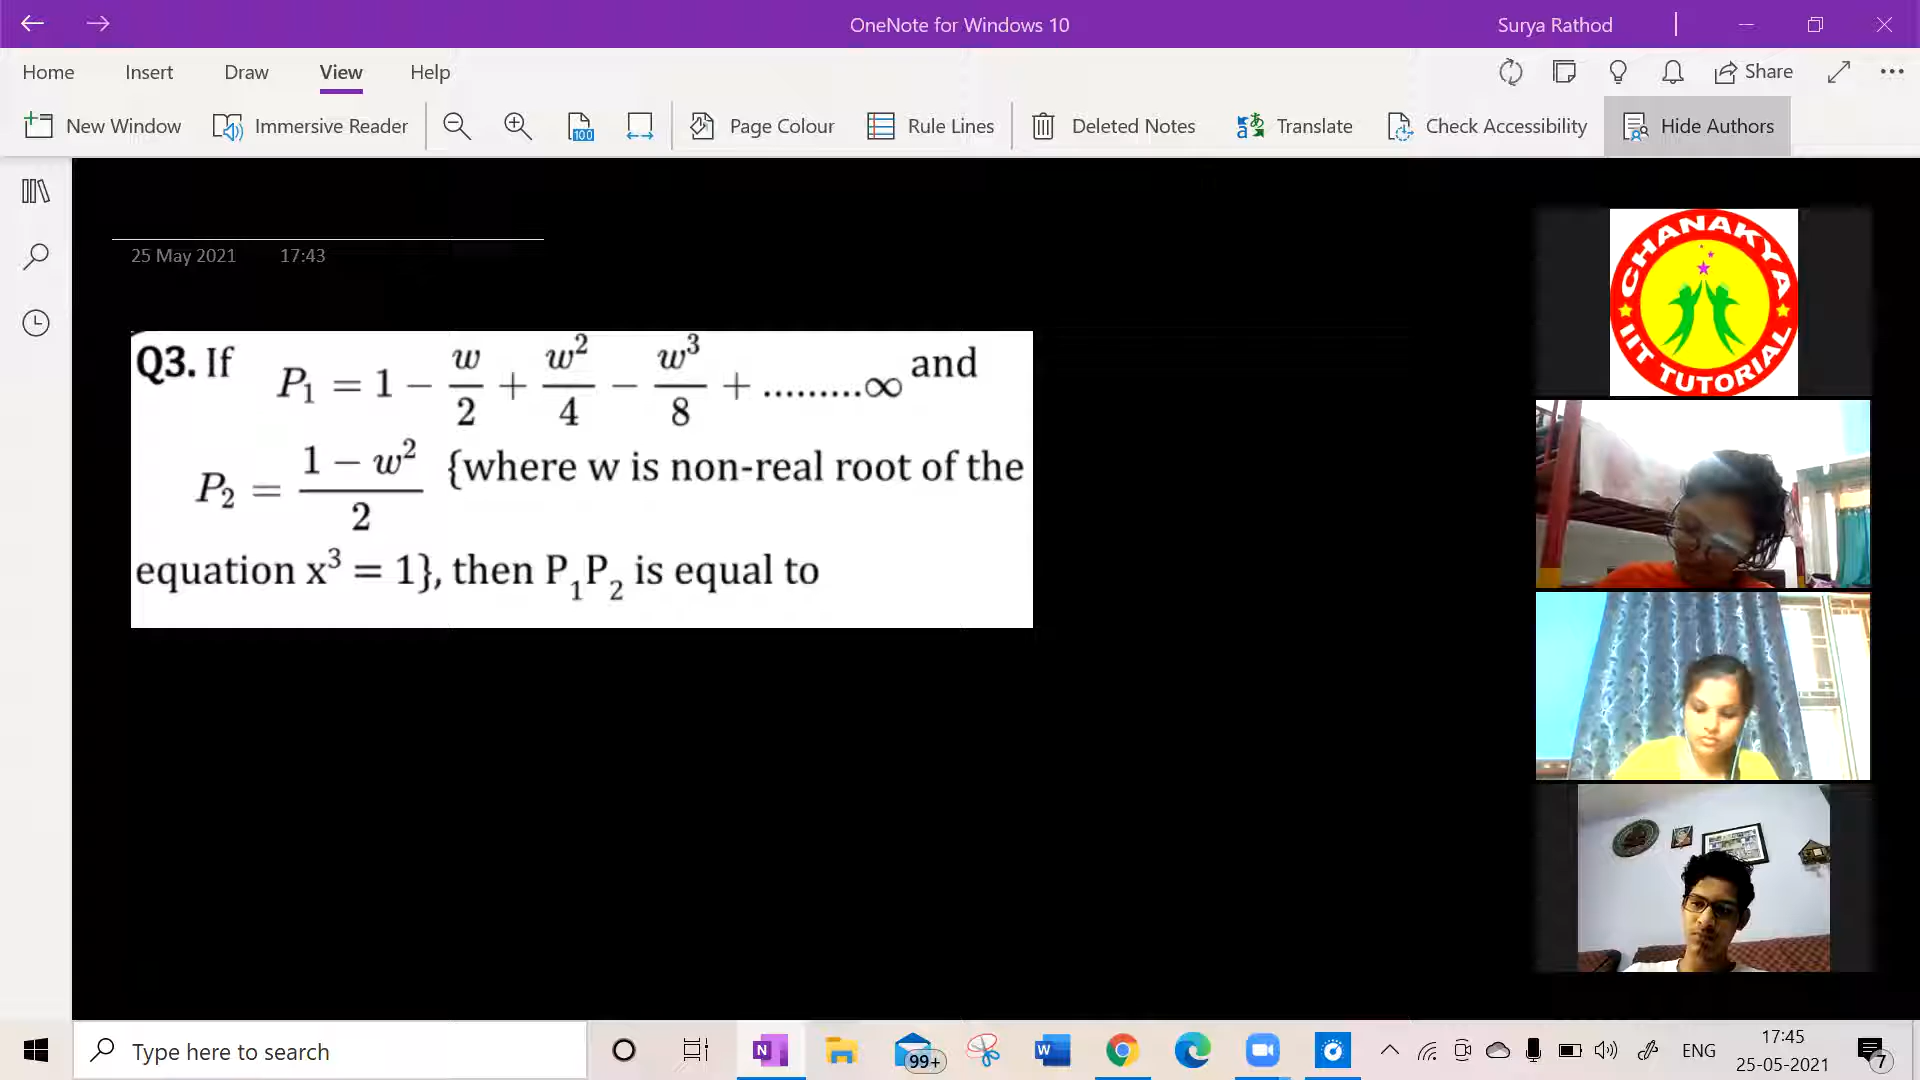 OneNote for Windows 10
Surya Rathod
Home Insert Draw View Help
Share
New Window Immersive Reader 100 Page Colour Rule Lines Deleted Notes Translate Check Accessibility Hide Authors
25 May 2021 17:43
CHANAKYA
IIT TUTORIAL
Q3. If P₁ = 1 − w/2 + w²/4 − w³/8 + .........∞ and
P₂ = (1 − w²)/2 {where w is non-real root of the
equation x³ = 1}, then P₁P₂ is equal to
Type here to search
N
99+
W
ENG
17:45
25-05-2021
7